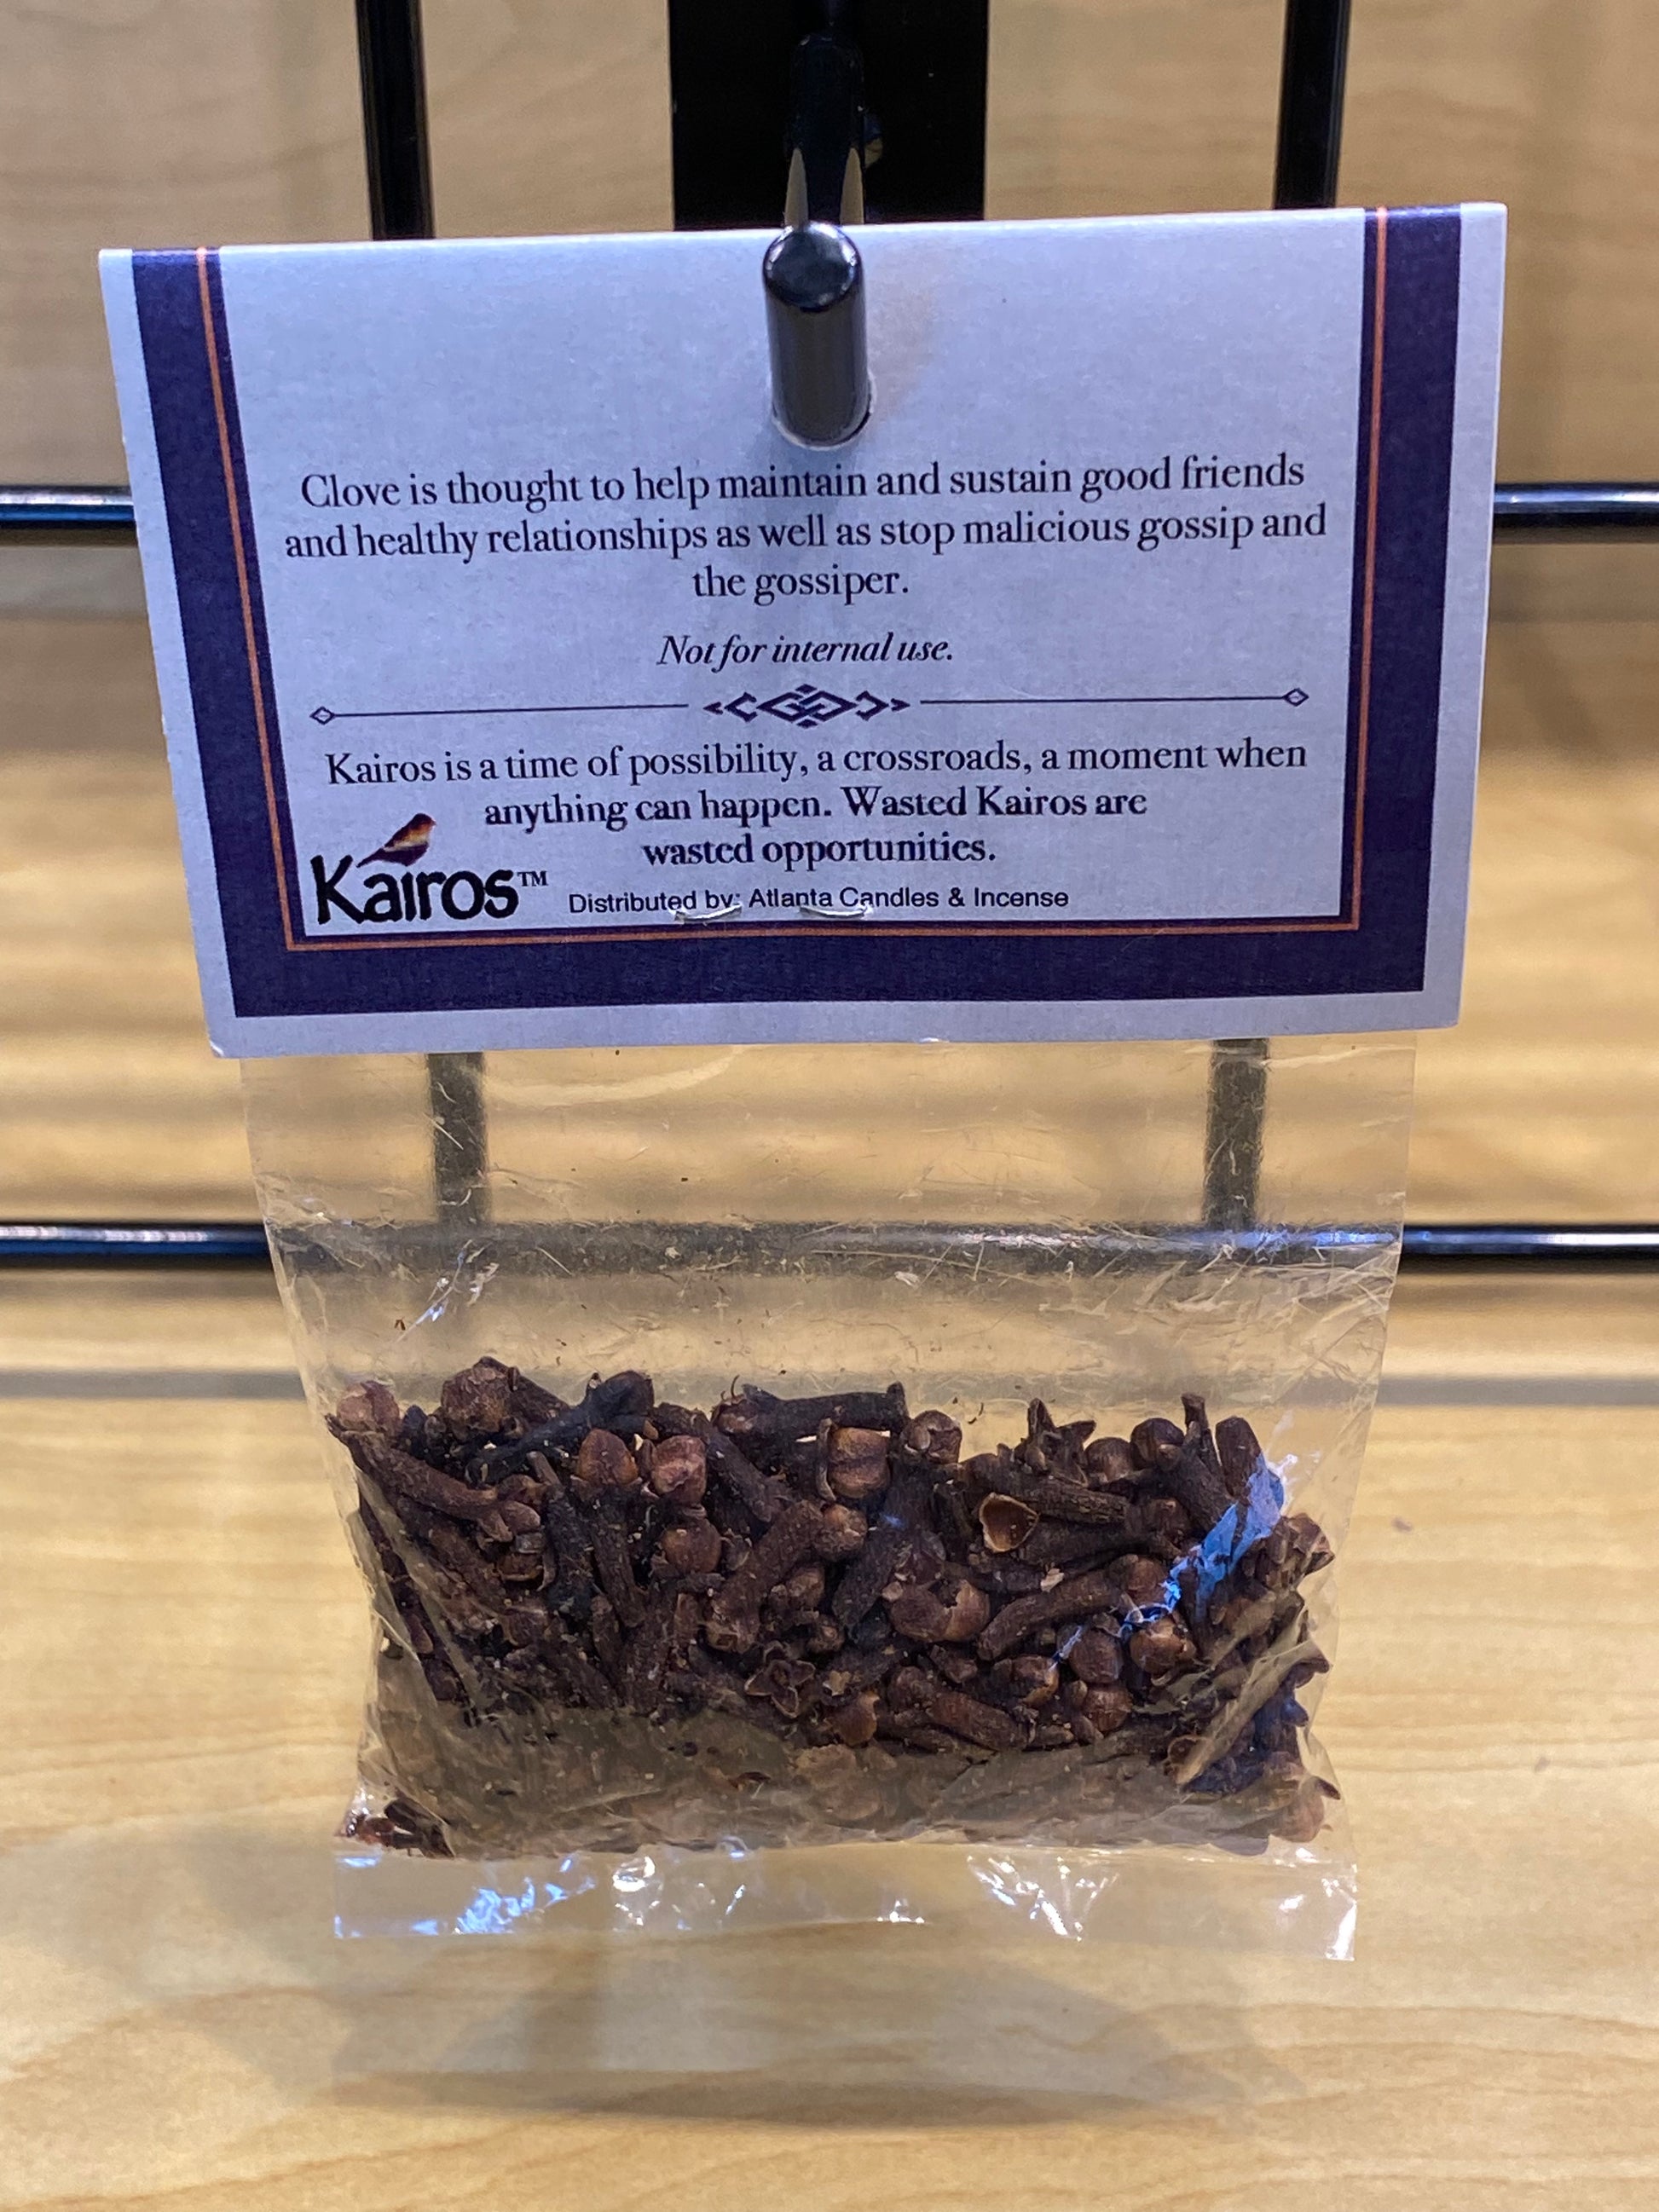 Clove is thought to help maintain and sustain good friends
and healthy relationships as well as stop malicious gossip and
the gossiper.
Not for internal use.
Kairos is a time of possibility, a crossroads, a moment when
anything can happen. Wasted Kairos are
wasted opportunities.
Kairos™
Distributed by: Atlanta Candles & Incense